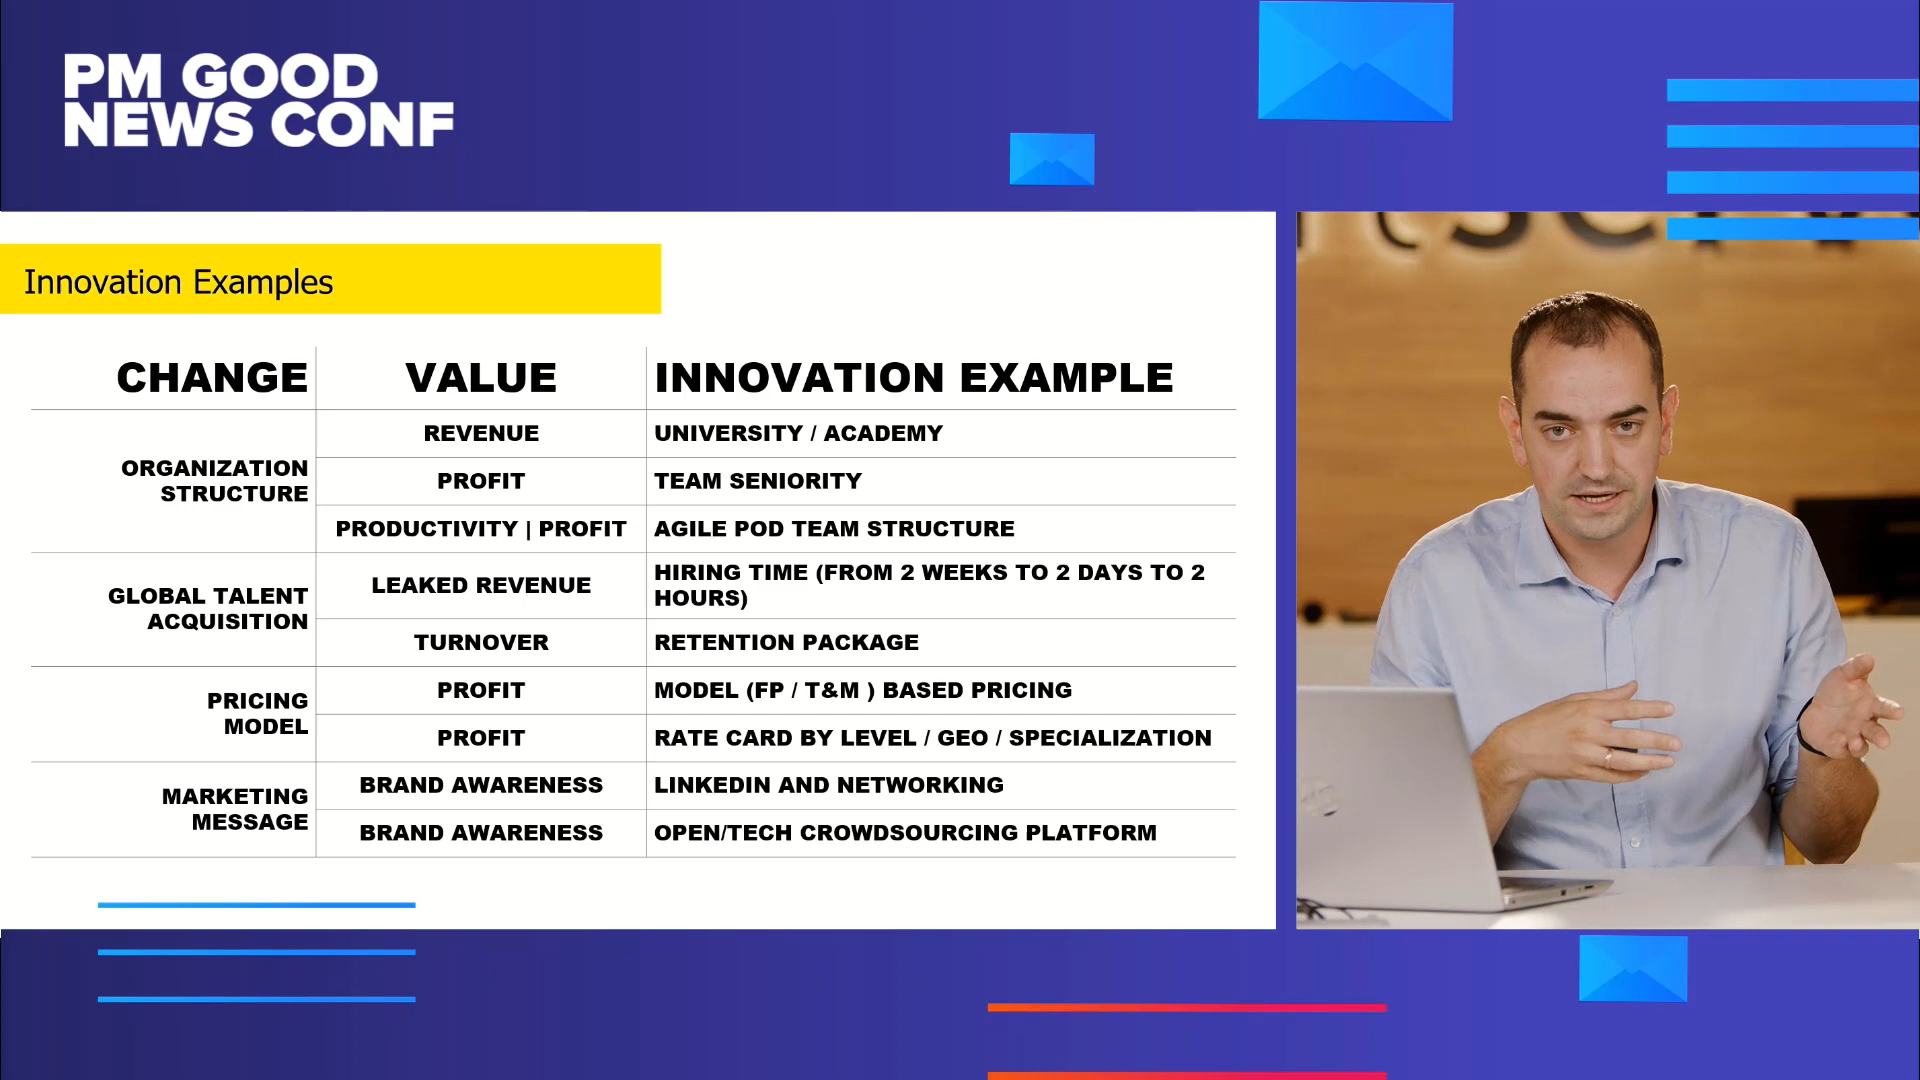 PM GOOD
NEWS CONF
Innovation Examples
CHANGE
VALUE
INNOVATION EXAMPLE
ORGANIZATION
STRUCTURE
REVENUE
UNIVERSITY / ACADEMY
PROFIT
TEAM SENIORITY
PRODUCTIVITY | PROFIT
AGILE POD TEAM STRUCTURE
GLOBAL TALENT
ACQUISITION
LEAKED REVENUE
HIRING TIME (FROM 2 WEEKS TO 2 DAYS TO 2
HOURS)
TURNOVER
RETENTION PACKAGE
PRICING
MODEL
PROFIT
MODEL (FP / T&M ) BASED PRICING
PROFIT
RATE CARD BY LEVEL / GEO / SPECIALIZATION
MARKETING
MESSAGE
BRAND AWARENESS
LINKEDIN AND NETWORKING
BRAND AWARENESS
OPEN/TECH CROWDSOURCING PLATFORM
hp